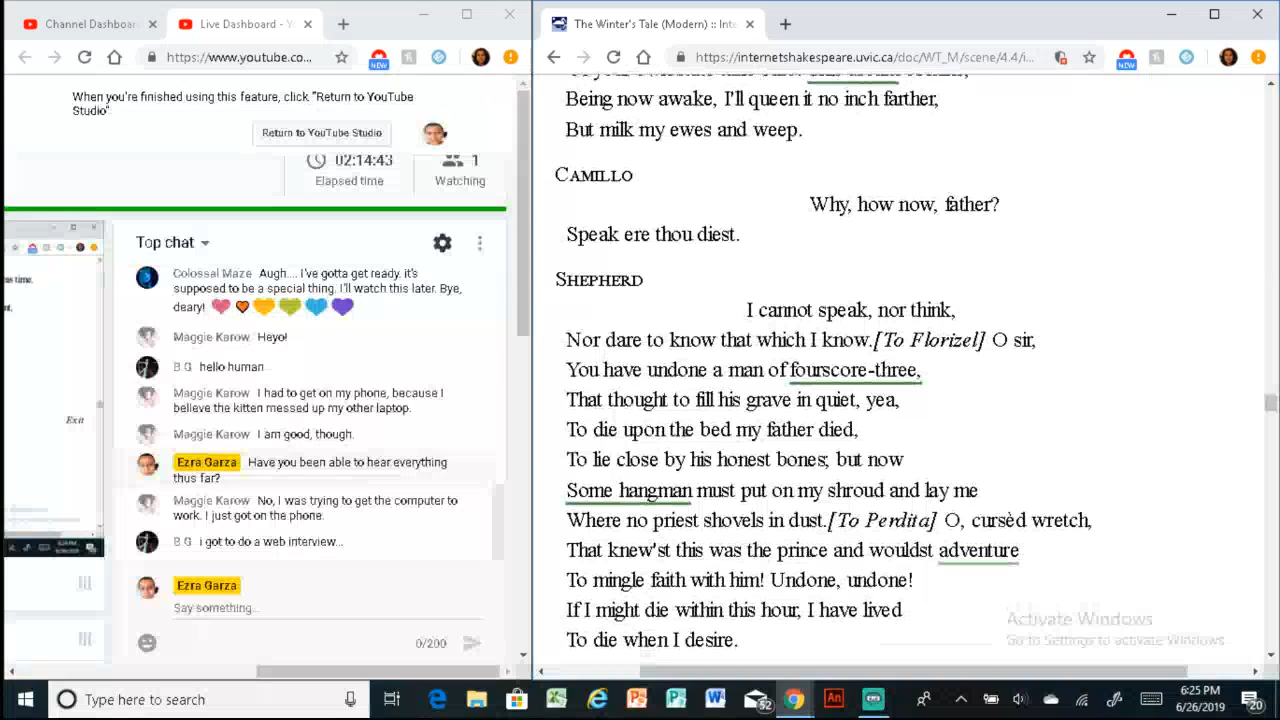 Channel Dashboar
Live Dashboard - Y
The Winter's Tale (Modern) :: Inte
https://www.youtube.co...
NEW
https://internetshakespeare.uvic.ca/doc/WT_M/scene/4.4/i...
NEW
When you're finished using this feature, click "Return to YouTube
Studio"
Return to YouTube Studio
02:14:43
Elapsed time
1
Watching
Top chat
Colossal Maze Augh.... I've gotta get ready. it's
supposed to be a special thing. I'll watch this later. Bye,
deary!
Maggie Karow Heyo!
B.G. hello human
Maggie Karow I had to get on my phone, because I
believe the kitten messed up my other laptop.
Maggie Karow I am good, though.
Ezra Garza Have you been able to hear everything
thus far?
Maggie Karow No, I was trying to get the computer to
work. I just got on the phone.
B.G. i got to do a web interview...
Ezra Garza
Say something...
0/200
as time.
Exit
Being now awake, I'll queen it no inch farther,
But milk my ewes and weep.
CAMILLO
Why, how now, father?
Speak ere thou diest.
SHEPHERD
I cannot speak, nor think,
Nor dare to know that which I know.[To Florizel] O sir,
You have undone a man of fourscore-three,
That thought to fill his grave in quiet, yea,
To die upon the bed my father died,
To lie close by his honest bones; but now
Some hangman must put on my shroud and lay me
Where no priest shovels in dust.[To Perdita] O, cursèd wretch,
That knew'st this was the prince and wouldst adventure
To mingle faith with him! Undone, undone!
If I might die within this hour, I have lived
To die when I desire.
Activate Windows
Go to Settings to activate Windows
Type here to search
52
An
6:25 PM
6/26/2019
20